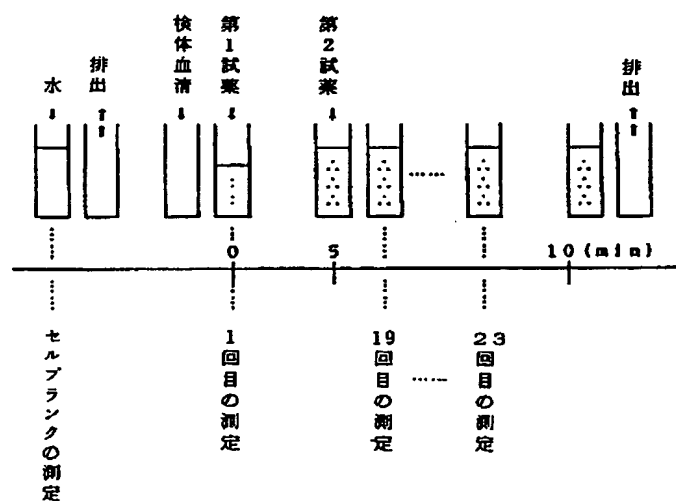 水
排出
検体血清
第1試薬
第2試薬
排出
0
5
10 (min)
セルブランクの測定
1回目の測定
19回目の測定
23回目の測定